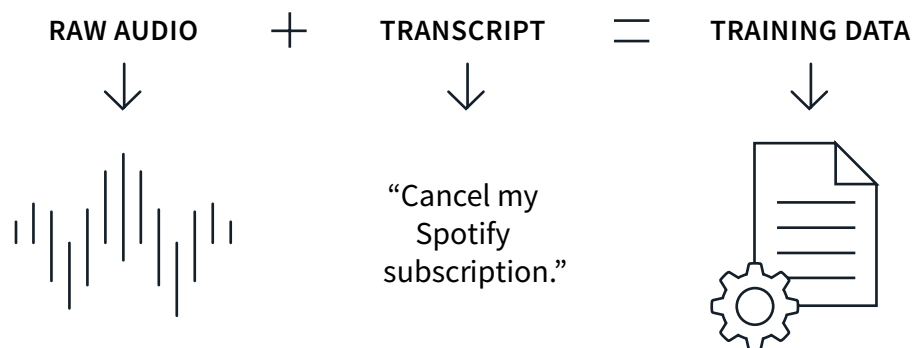 RAW AUDIO + TRANSCRIPT = TRAINING DATA
“Cancel my
Spotify
subscription.”